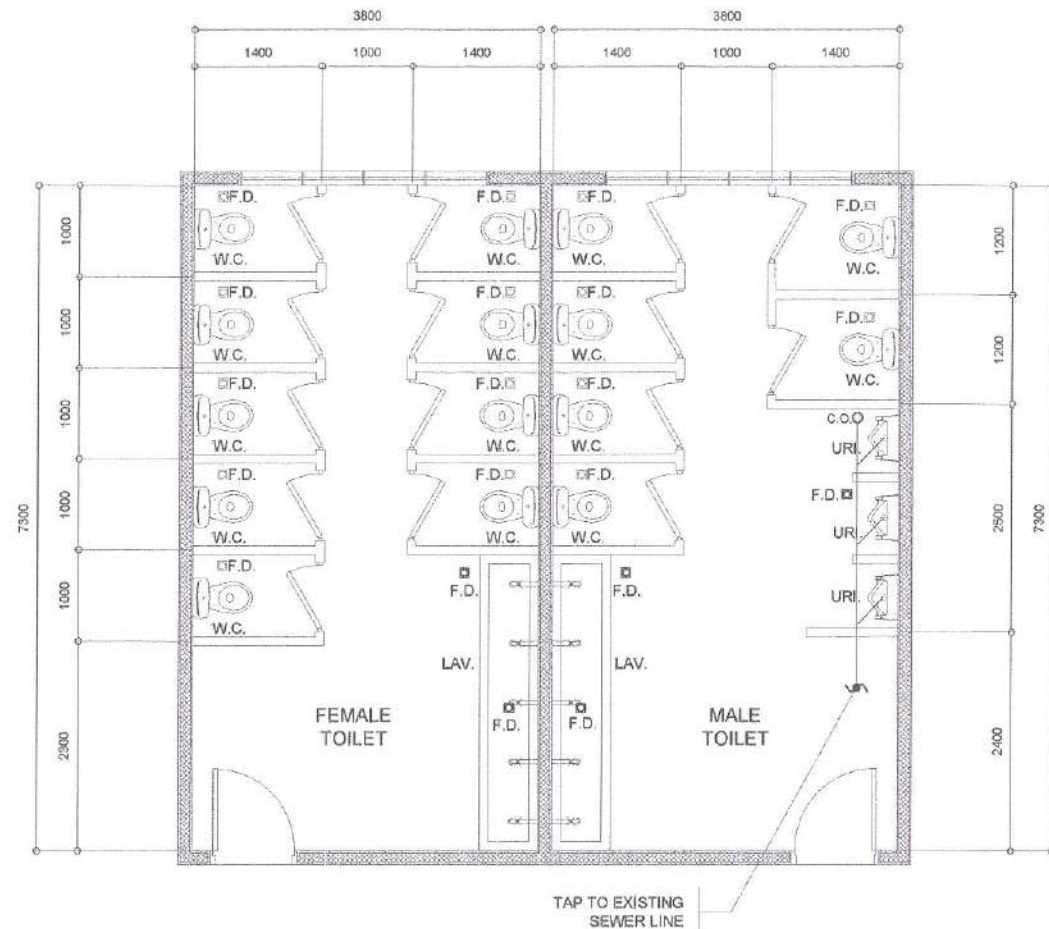 3800
3800
1400
1000
1400
1400
1000
1400
F.D.
F.D.
F.D.
F.D.
W.C.
W.C.
W.C.
W.C.
F.D.
F.D.
F.D.
F.D.
W.C.
W.C.
W.C.
W.C.
F.D.
F.D.
F.D.
W.C.
W.C.
W.C.
C.O.
URI.
F.D.
F.D.
F.D.
F.D.
W.C.
W.C.
W.C.
URI.
F.D.
F.D.
F.D.
W.C.
URI.
LAV.
LAV.
F.D.
F.D.
FEMALE
TOILET
MALE
TOILET
7300
1000
1000
1000
1000
1000
2300
1200
1200
2500
2400
7300
TAP TO EXISTING
SEWER LINE